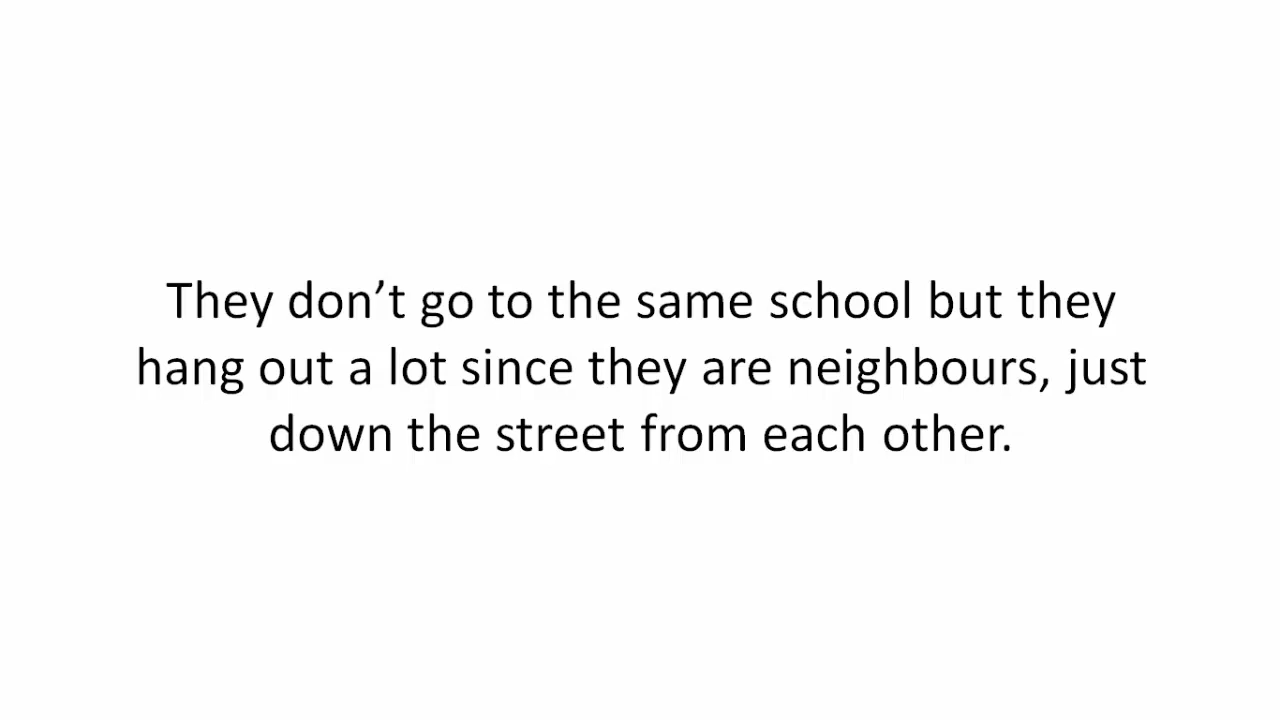 They don’t go to the same school but they
hang out a lot since they are neighbours, just
down the street from each other.